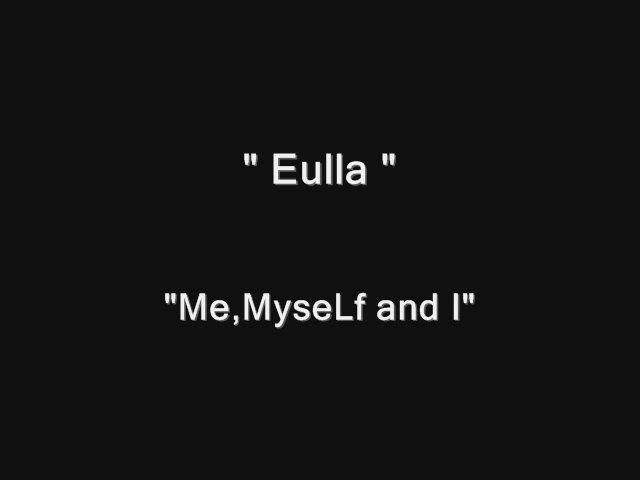 " Eulla "
"Me,MyseLf and I"